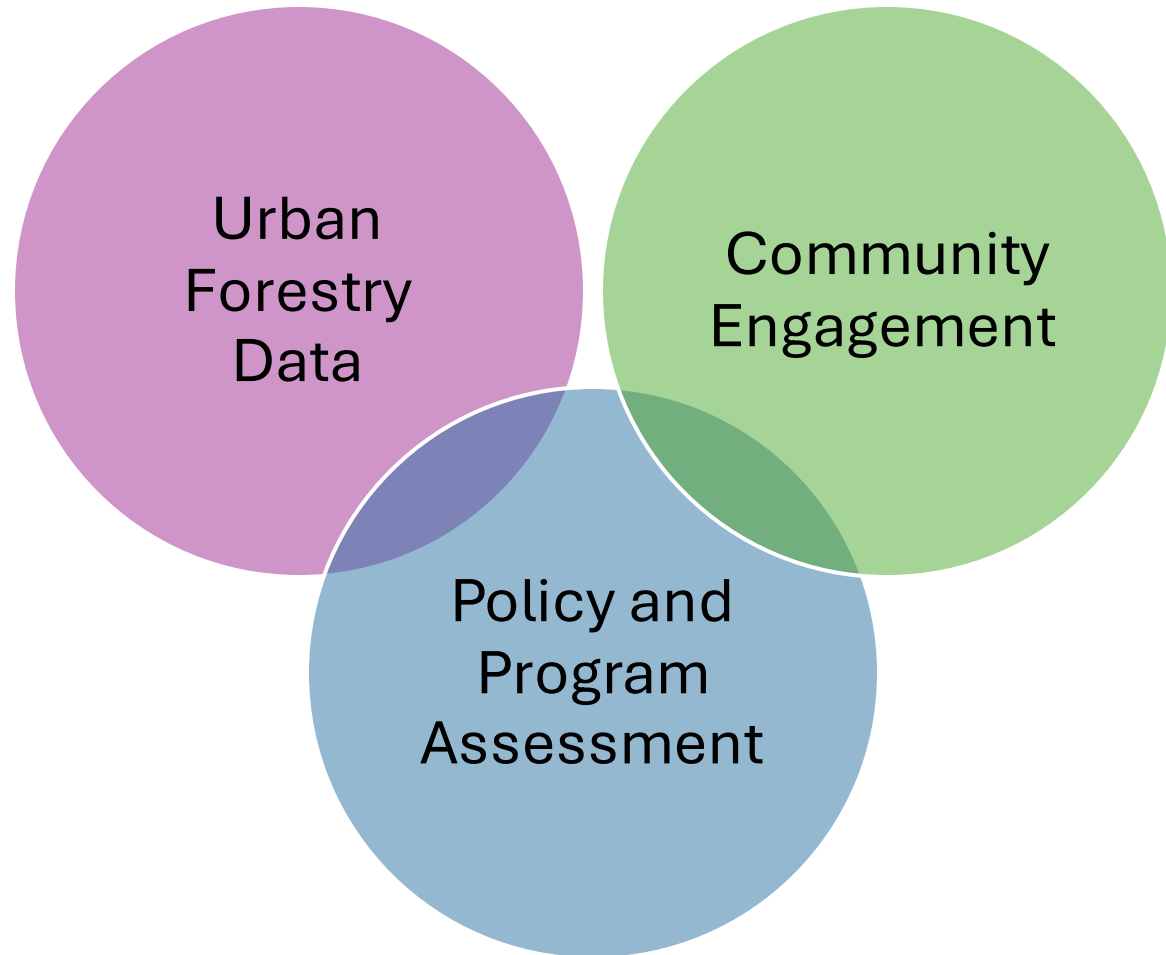 Urban
Forestry
Data
Community
Engagement
Policy and
Program
Assessment